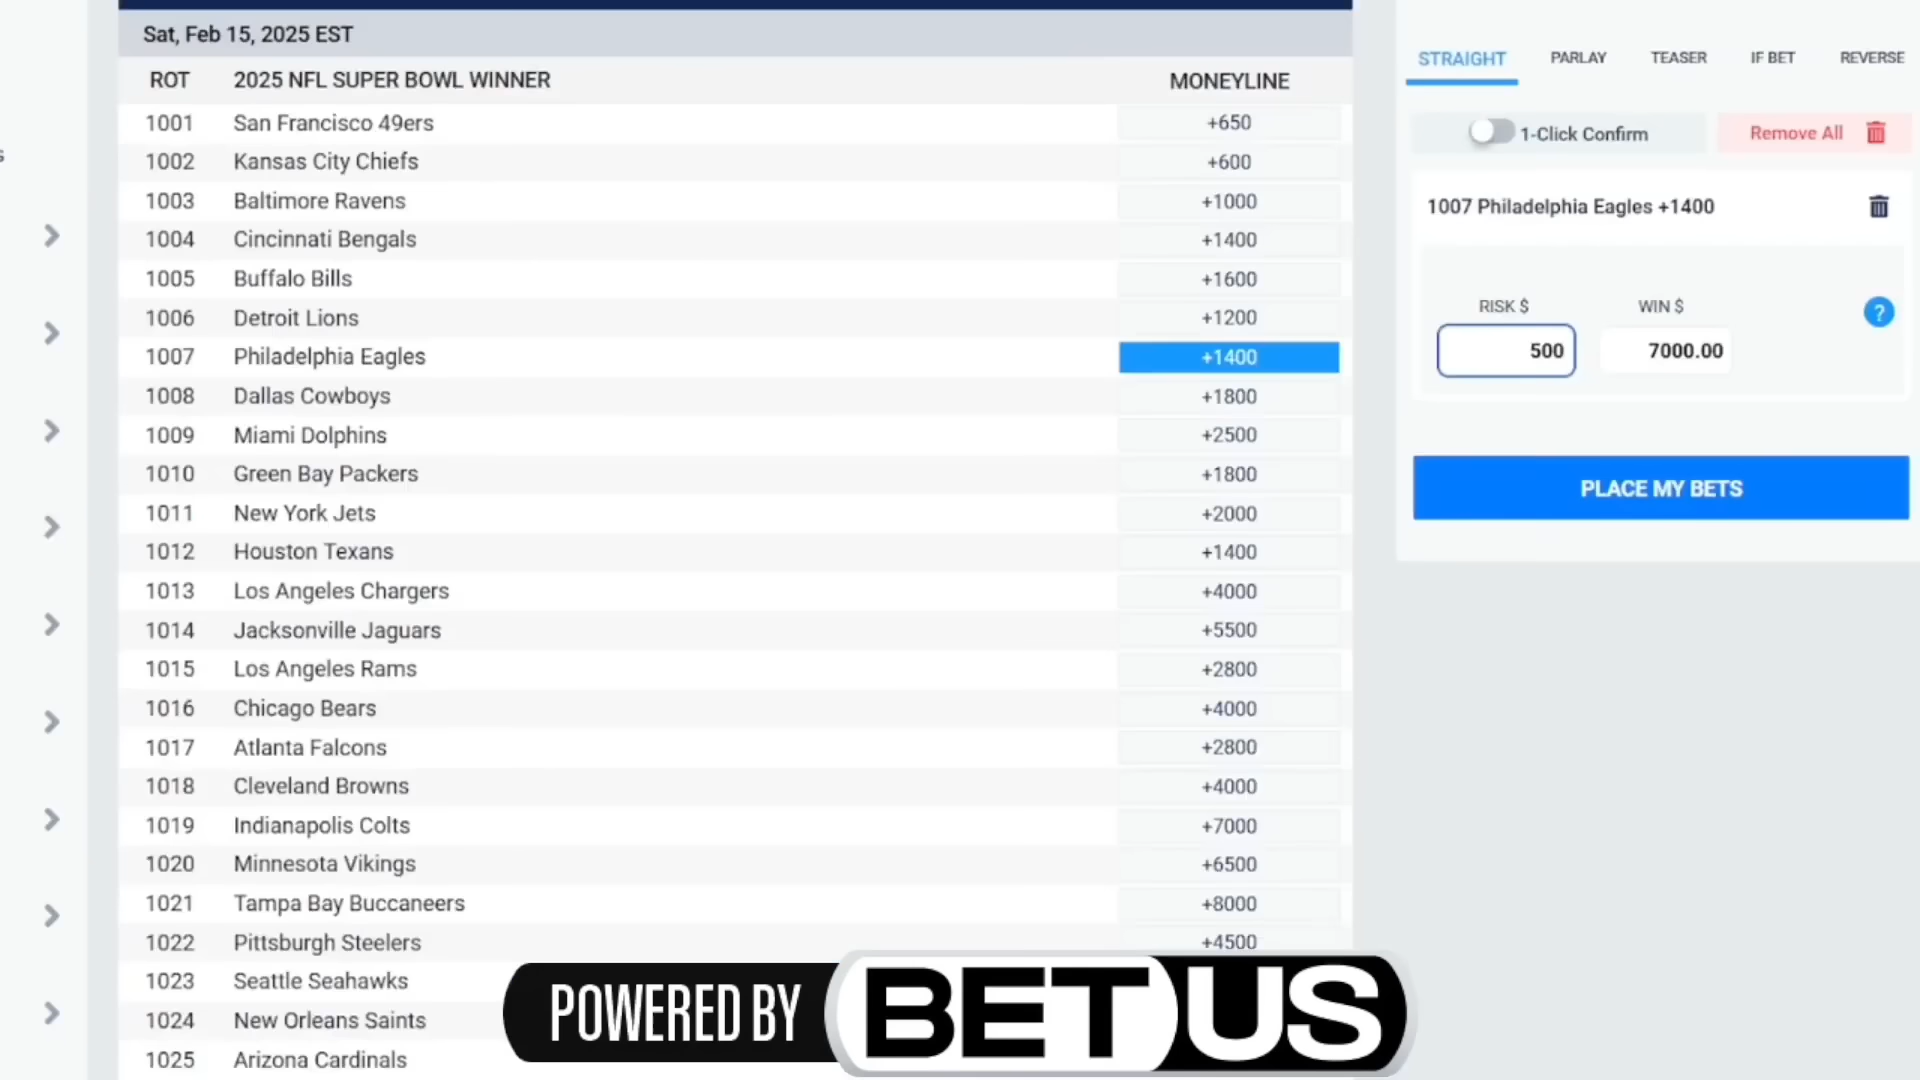 Sat, Feb 15, 2025 EST
ROT 2025 NFL SUPER BOWL WINNER MONEYLINE
1001 San Francisco 49ers +650
1002 Kansas City Chiefs +600
1003 Baltimore Ravens +1000
1004 Cincinnati Bengals +1400
1005 Buffalo Bills +1600
1006 Detroit Lions +1200
1007 Philadelphia Eagles +1400
1008 Dallas Cowboys +1800
1009 Miami Dolphins +2500
1010 Green Bay Packers +1800
1011 New York Jets +2000
1012 Houston Texans +1400
1013 Los Angeles Chargers +4000
1014 Jacksonville Jaguars +5500
1015 Los Angeles Rams +2800
1016 Chicago Bears +4000
1017 Atlanta Falcons +2800
1018 Cleveland Browns +4000
1019 Indianapolis Colts +7000
1020 Minnesota Vikings +6500
1021 Tampa Bay Buccaneers +8000
1022 Pittsburgh Steelers +4500
1023 Seattle Seahawks
1024 New Orleans Saints
1025 Arizona Cardinals
STRAIGHT PARLAY TEASER IF BET REVERSE
1-Click Confirm Remove All
1007 Philadelphia Eagles +1400
RISK $ WIN $
500 7000.00 ?
PLACE MY BETS
POWERED BY BETUS